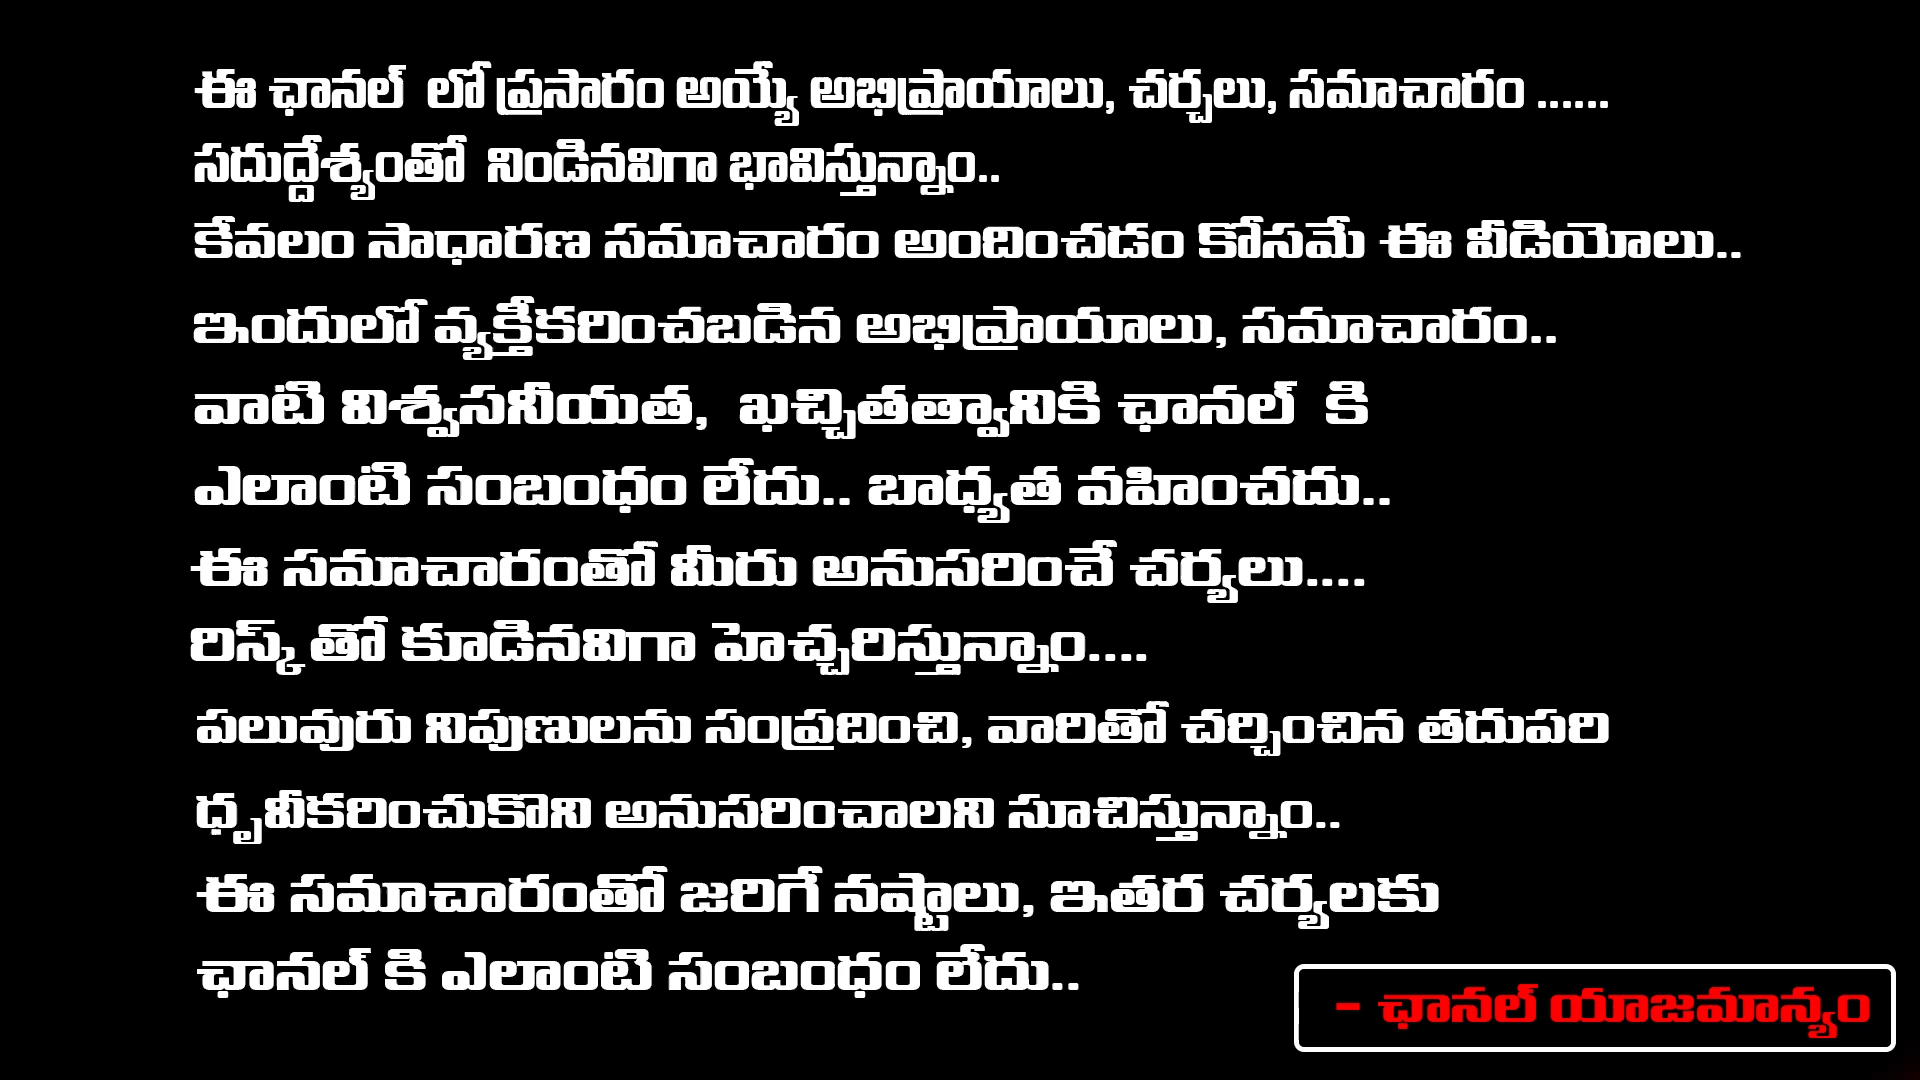 ఈ ఛానల్ లో ప్రసారం అయ్యే అభిప్రాయాలు, చర్చలు, సమాచారం ......
సదుద్దేశ్యంతో నిండినవిగా భావిస్తున్నాం..
కేవలం సాధారణ సమాచారం అందించడం కోసమే ఈ వీడియోలు..
ఇందులో వ్యక్తీకరించబడిన అభిప్రాయాలు, సమాచారం..
వాటి విశ్వసనీయత, ఖచ్చితత్వానికి ఛానల్ కి
ఎలాంటి సంబంధం లేదు.. బాధ్యత వహించదు..
ఈ సమాచారంతో మీరు అనుసరించే చర్యలు....
రిస్క్ తో కూడినవిగా హెచ్చరిస్తున్నాం....
పలువురు నిపుణులను సంప్రదించి, వారితో చర్చించిన తదుపరి
ధృవీకరించుకొని అనుసరించాలని సూచిస్తున్నాం..
ఈ సమాచారంతో జరిగే నష్టాలు, ఇతర చర్యలకు
ఛానల్ కి ఎలాంటి సంబంధం లేదు..
- ఛానల్ యాజమాన్యం